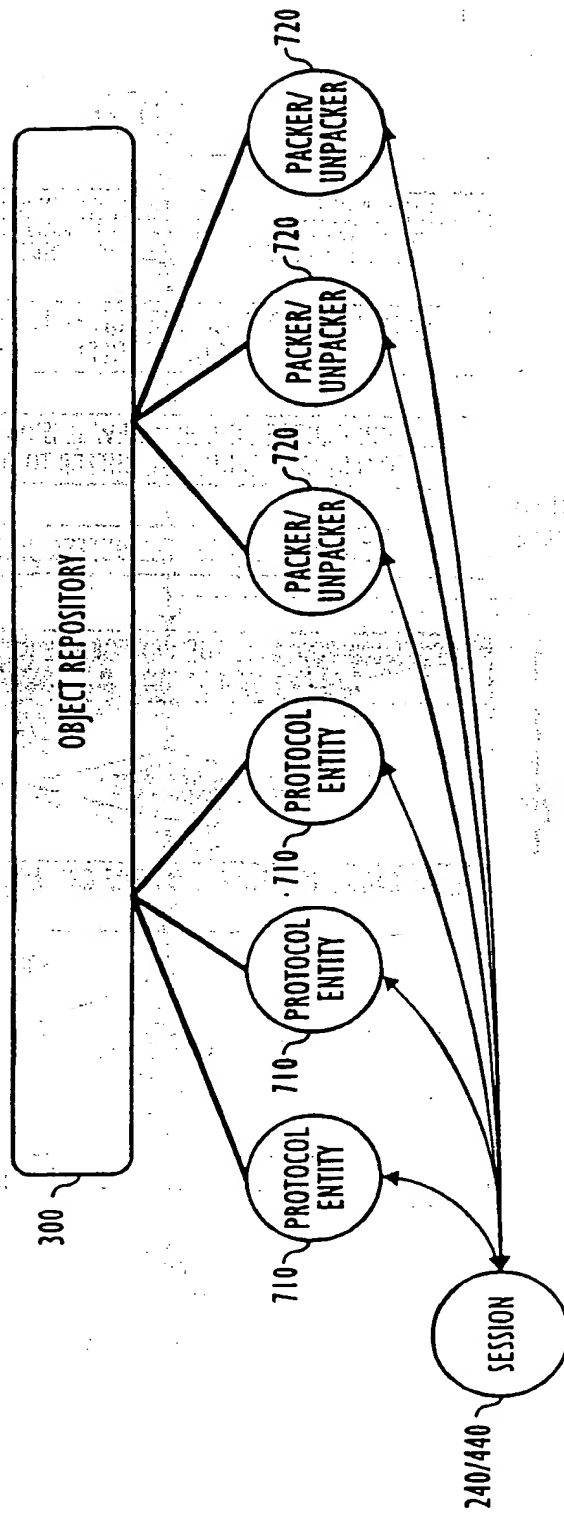 OBJECT REPOSITORY
300
PROTOCOL
ENTITY
710
PROTOCOL
ENTITY
710
PROTOCOL
ENTITY
710
PACKER/
UNPACKER
720
PACKER/
UNPACKER
720
PACKER/
UNPACKER
720
SESSION
240/440